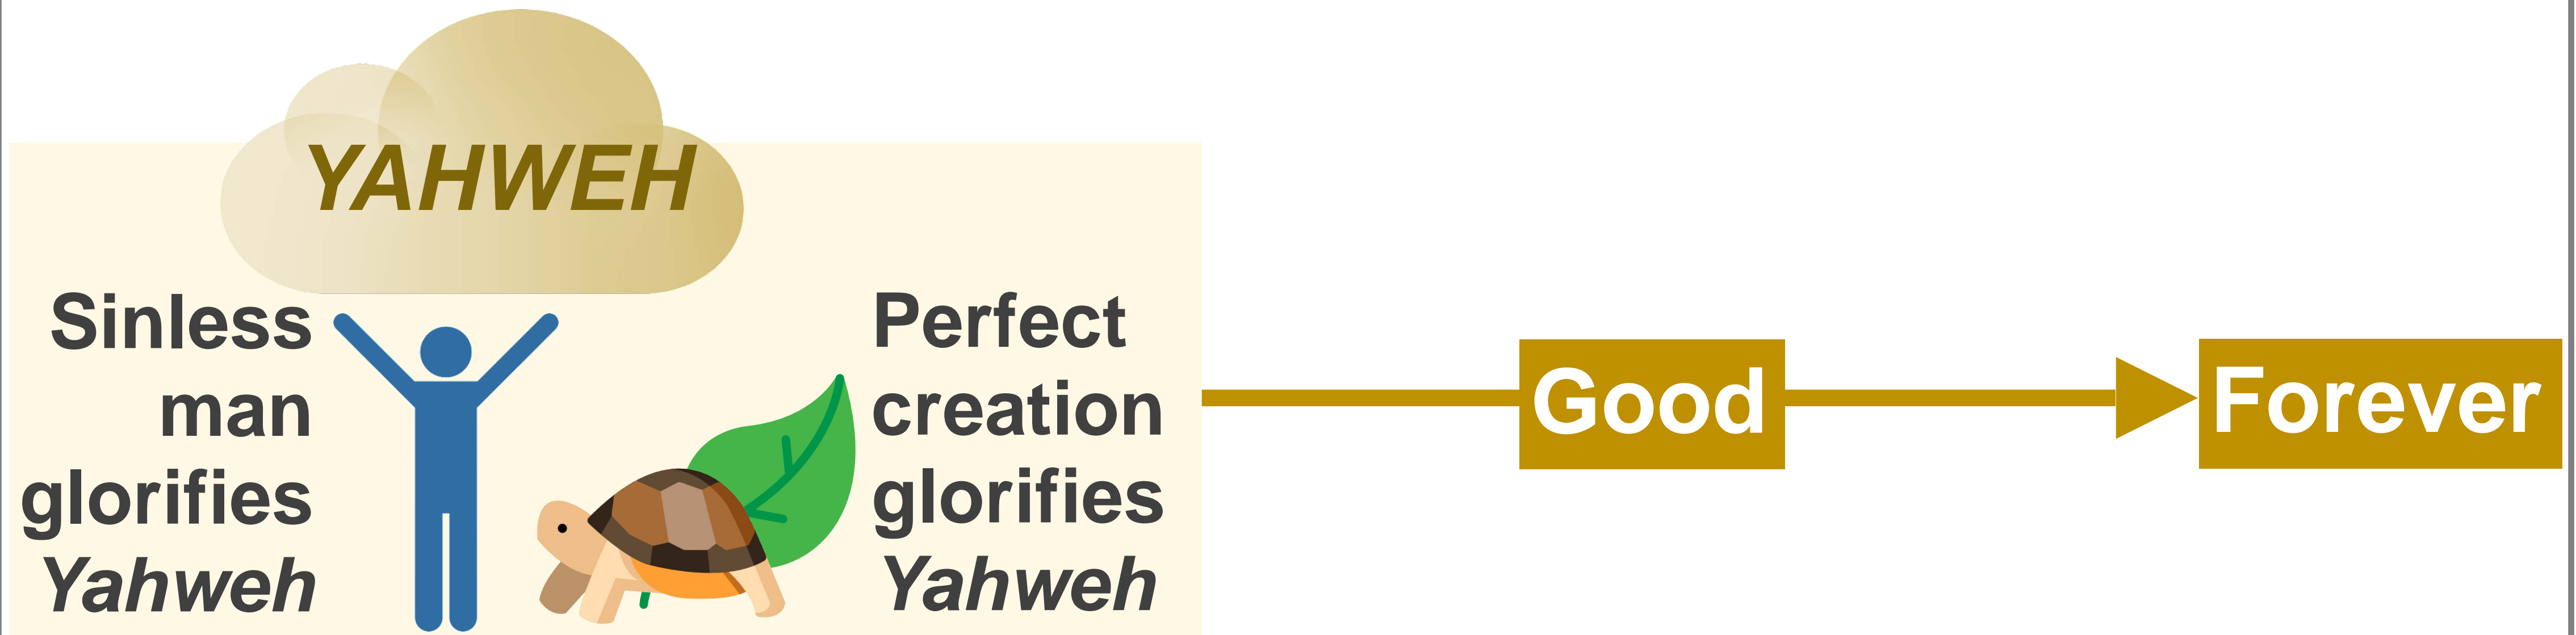 YAHWEH
Sinless
man
glorifies
Yahweh
Perfect
creation
glorifies
Yahweh
Good
Forever